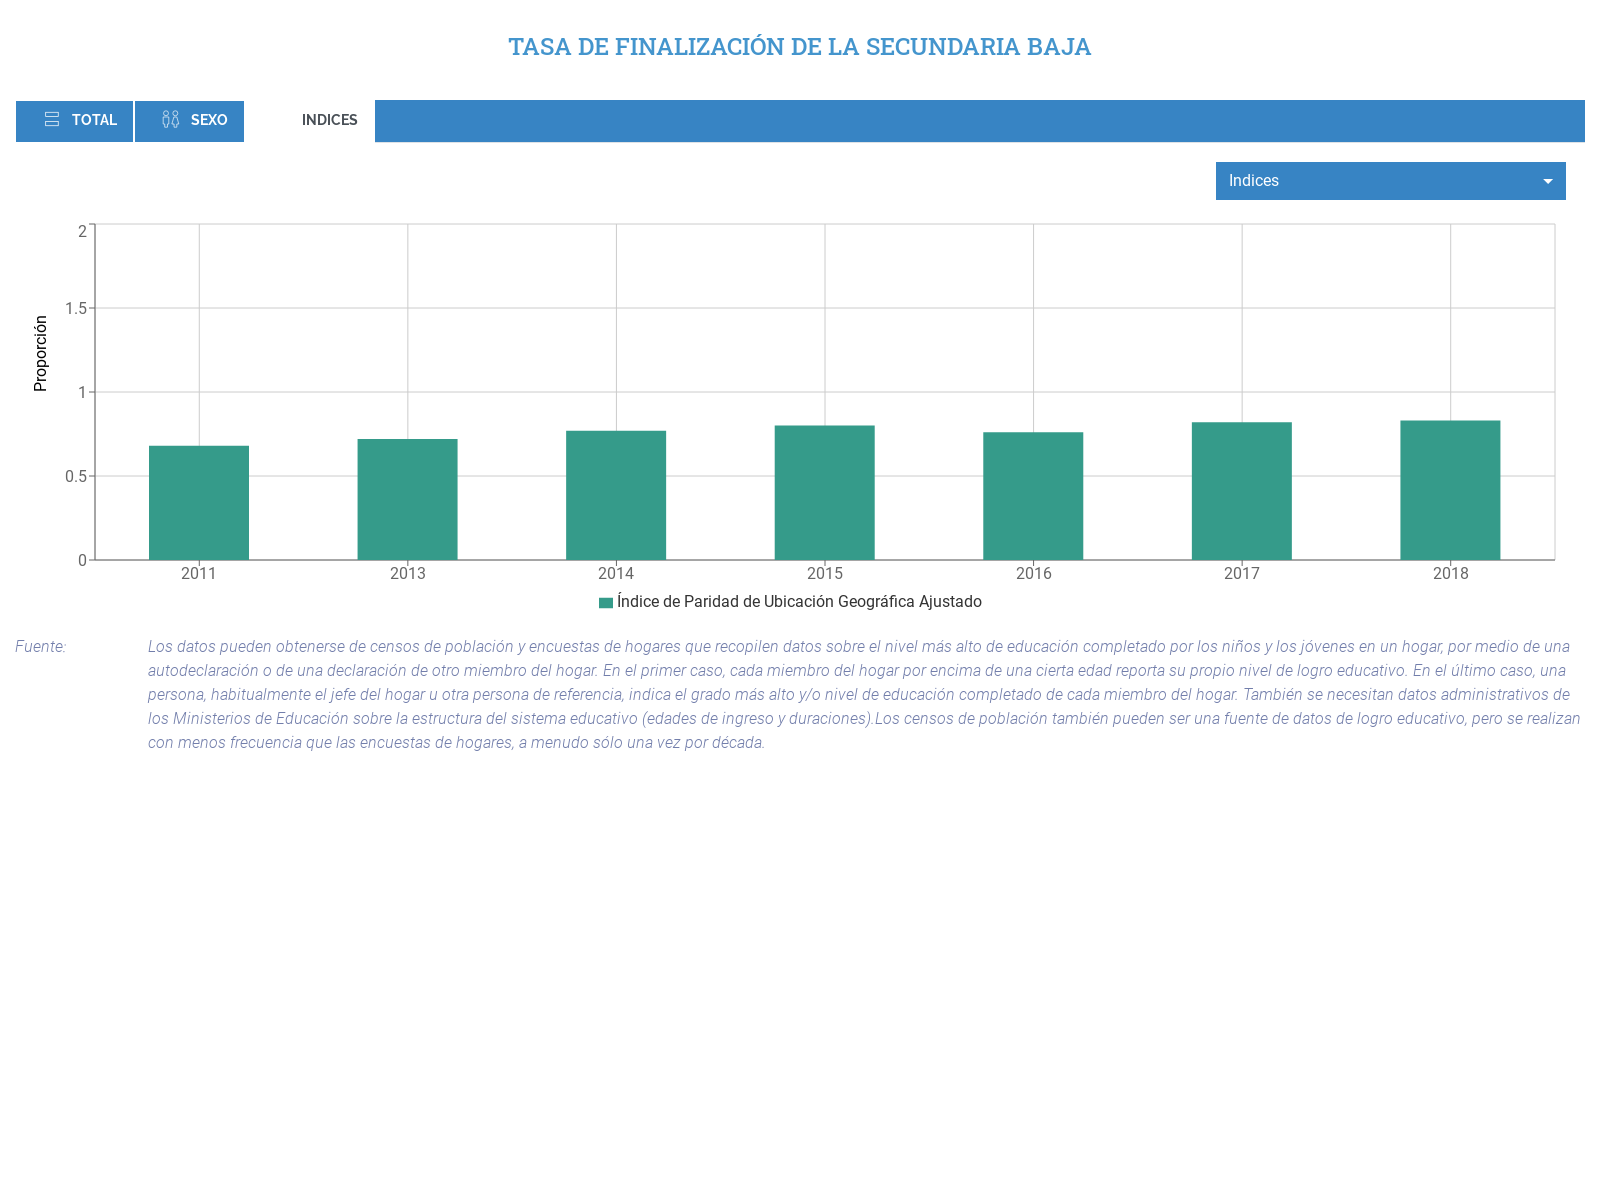 TASA DE FINALIZACIÓN DE LA SECUNDARIA BAJA
TOTAL SEXO INDICES
Indices
2
1.5
1
0.5
0
Proporción
2011 2013 2014 2015 2016 2017 2018
Índice de Paridad de Ubicación Geográfica Ajustado
Fuente: Los datos pueden obtenerse de censos de población y encuestas de hogares que recopilen datos sobre el nivel más alto de educación completado por los niños y los jóvenes en un hogar, por medio de una
autodeclaración o de una declaración de otro miembro del hogar. En el primer caso, cada miembro del hogar por encima de una cierta edad reporta su propio nivel de logro educativo. En el último caso, una
persona, habitualmente el jefe del hogar u otra persona de referencia, indica el grado más alto y/o nivel de educación completado de cada miembro del hogar. También se necesitan datos administrativos de
los Ministerios de Educación sobre la estructura del sistema educativo (edades de ingreso y duraciones).Los censos de población también pueden ser una fuente de datos de logro educativo, pero se realizan
con menos frecuencia que las encuestas de hogares, a menudo sólo una vez por década.